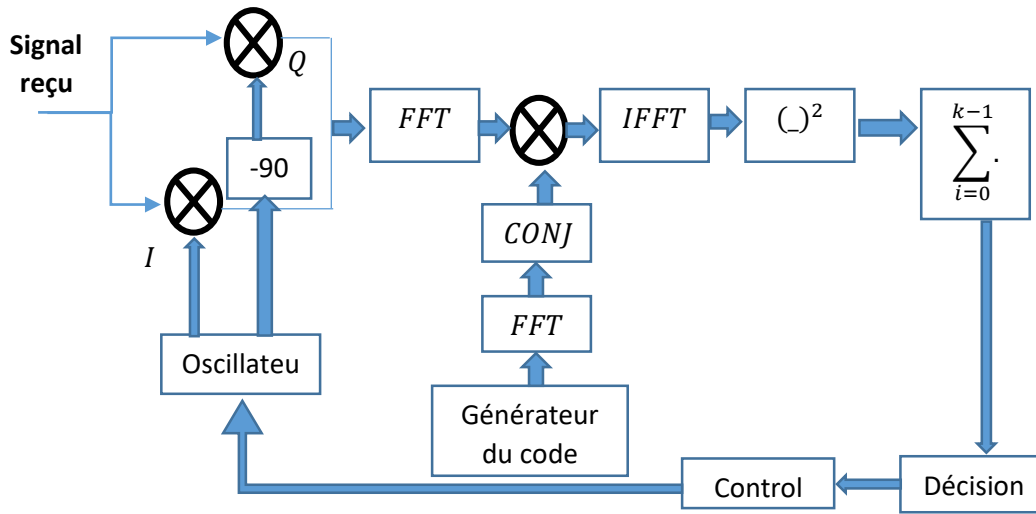 Signal
reçu
Q
FFT
IFFT
(_)²
k−1
∑.
i=0
-90
I
CONJ
FFT
Oscillateu
Générateur
du code
Control
Décision